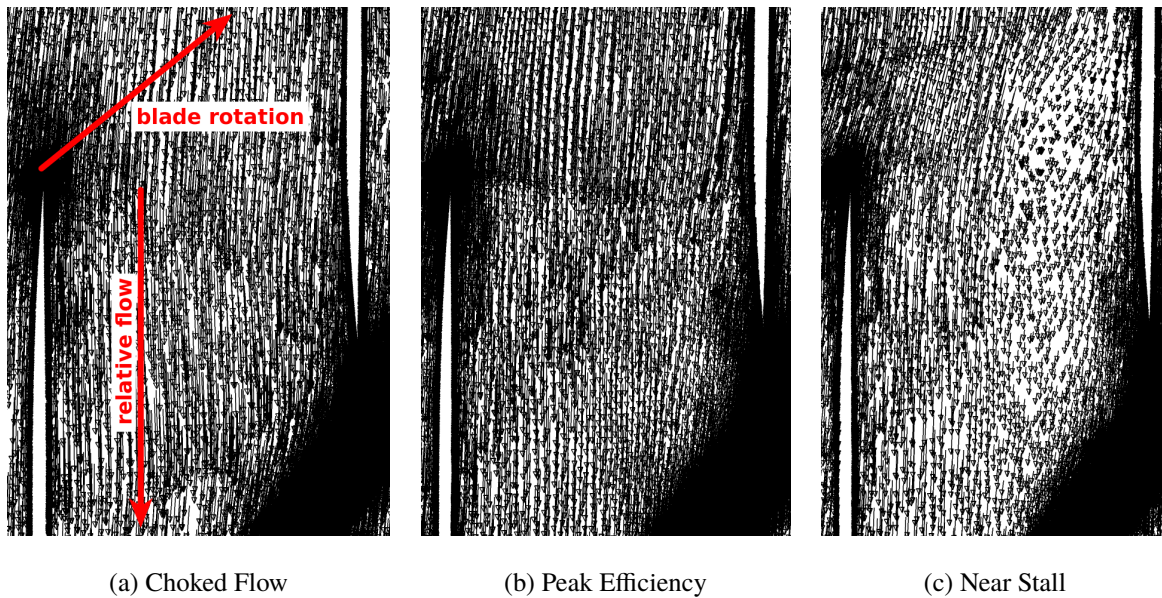 blade rotation
relative flow
(a) Choked Flow
(b) Peak Efficiency
(c) Near Stall